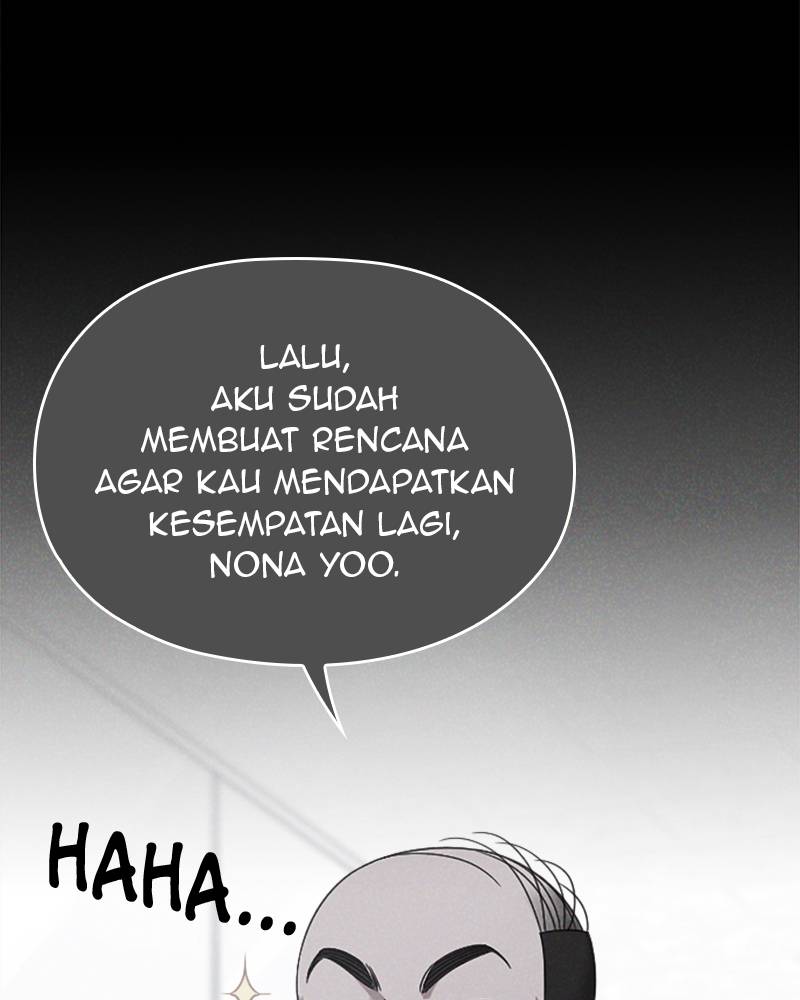 LALU,
AKU SUDAH
MEMBUAT RENCANA
AGAR KAU MENDAPATKAN
KESEMPATAN LAGI,
NONA YOO.
HAHA...